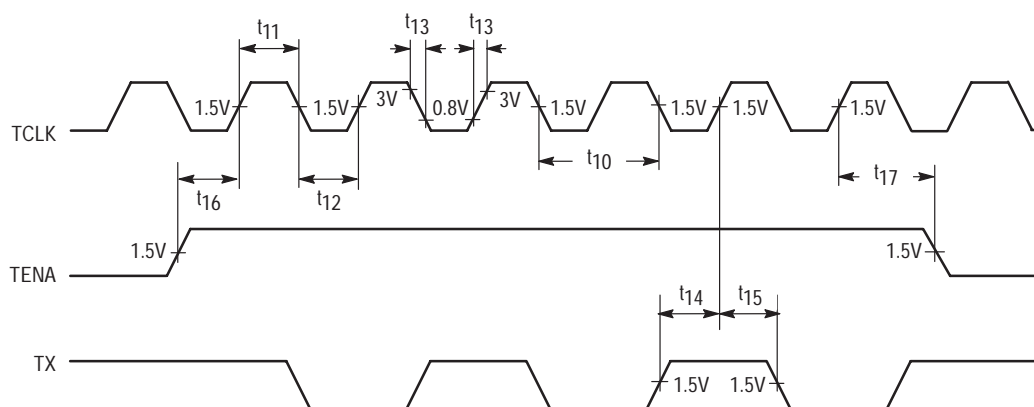 t13 t13
t11
TCLK 1.5V 1.5V 3V 0.8V 3V 1.5V 1.5V 1.5V 1.5V
t10
t16 t12 t17
1.5V 1.5V
TENA
t14 t15
TX
1.5V 1.5V